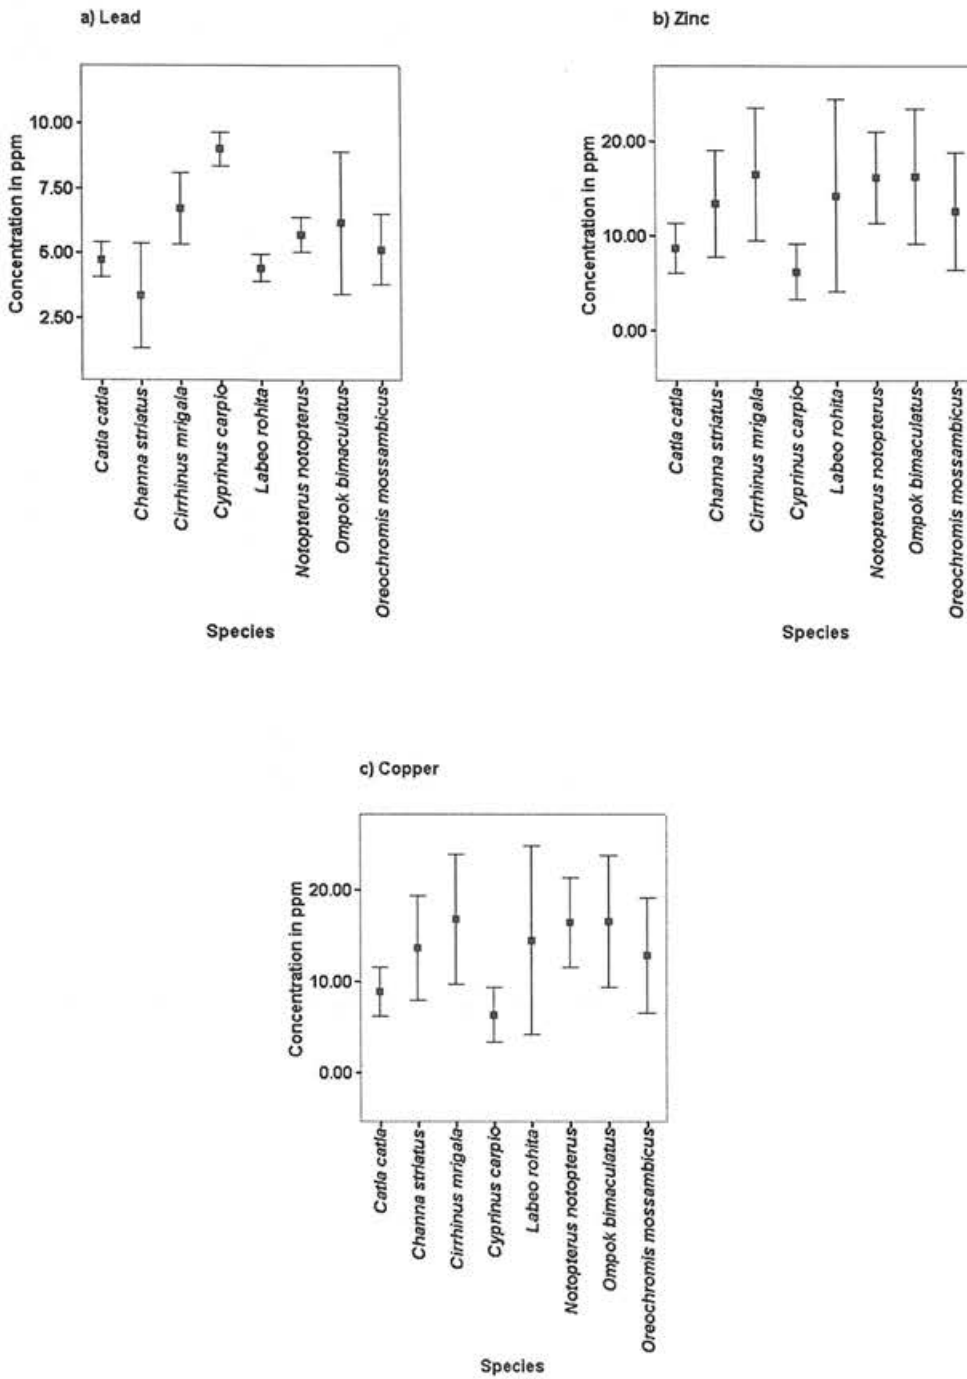 a) Lead
Concentration in ppm
10.00
7.50
5.00
2.50
Catla catla
Channa striatus
Cirrhinus mrigala
Cyprinus carpio
Labeo rohita
Notopterus notopterus
Ompok bimaculatus
Oreochromis mossambicus
Species
b) Zinc
Concentration in ppm
20.00
10.00
0.00
Catla catla
Channa striatus
Cirrhinus mrigala
Cyprinus carpio
Labeo rohita
Notopterus notopterus
Ompok bimaculatus
Oreochromis mossambicus
Species
c) Copper
Concentration in ppm
20.00
10.00
0.00
Catla catla
Channa striatus
Cirrhinus mrigala
Cyprinus carpio
Labeo rohita
Notopterus notopterus
Ompok bimaculatus
Oreochromis mossambicus
Species